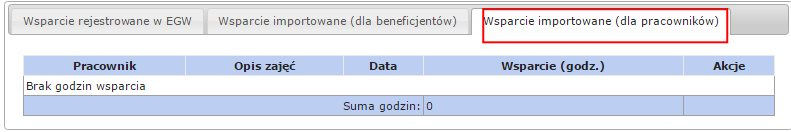 Wsparcie rejestrowane w EGW Wsparcie importowane (dla beneficjentów) Wsparcie importowane (dla pracowników)
Pracownik Opis zajęć Data Wsparcie (godz.) Akcje
Brak godzin wsparcia
Suma godzin: 0